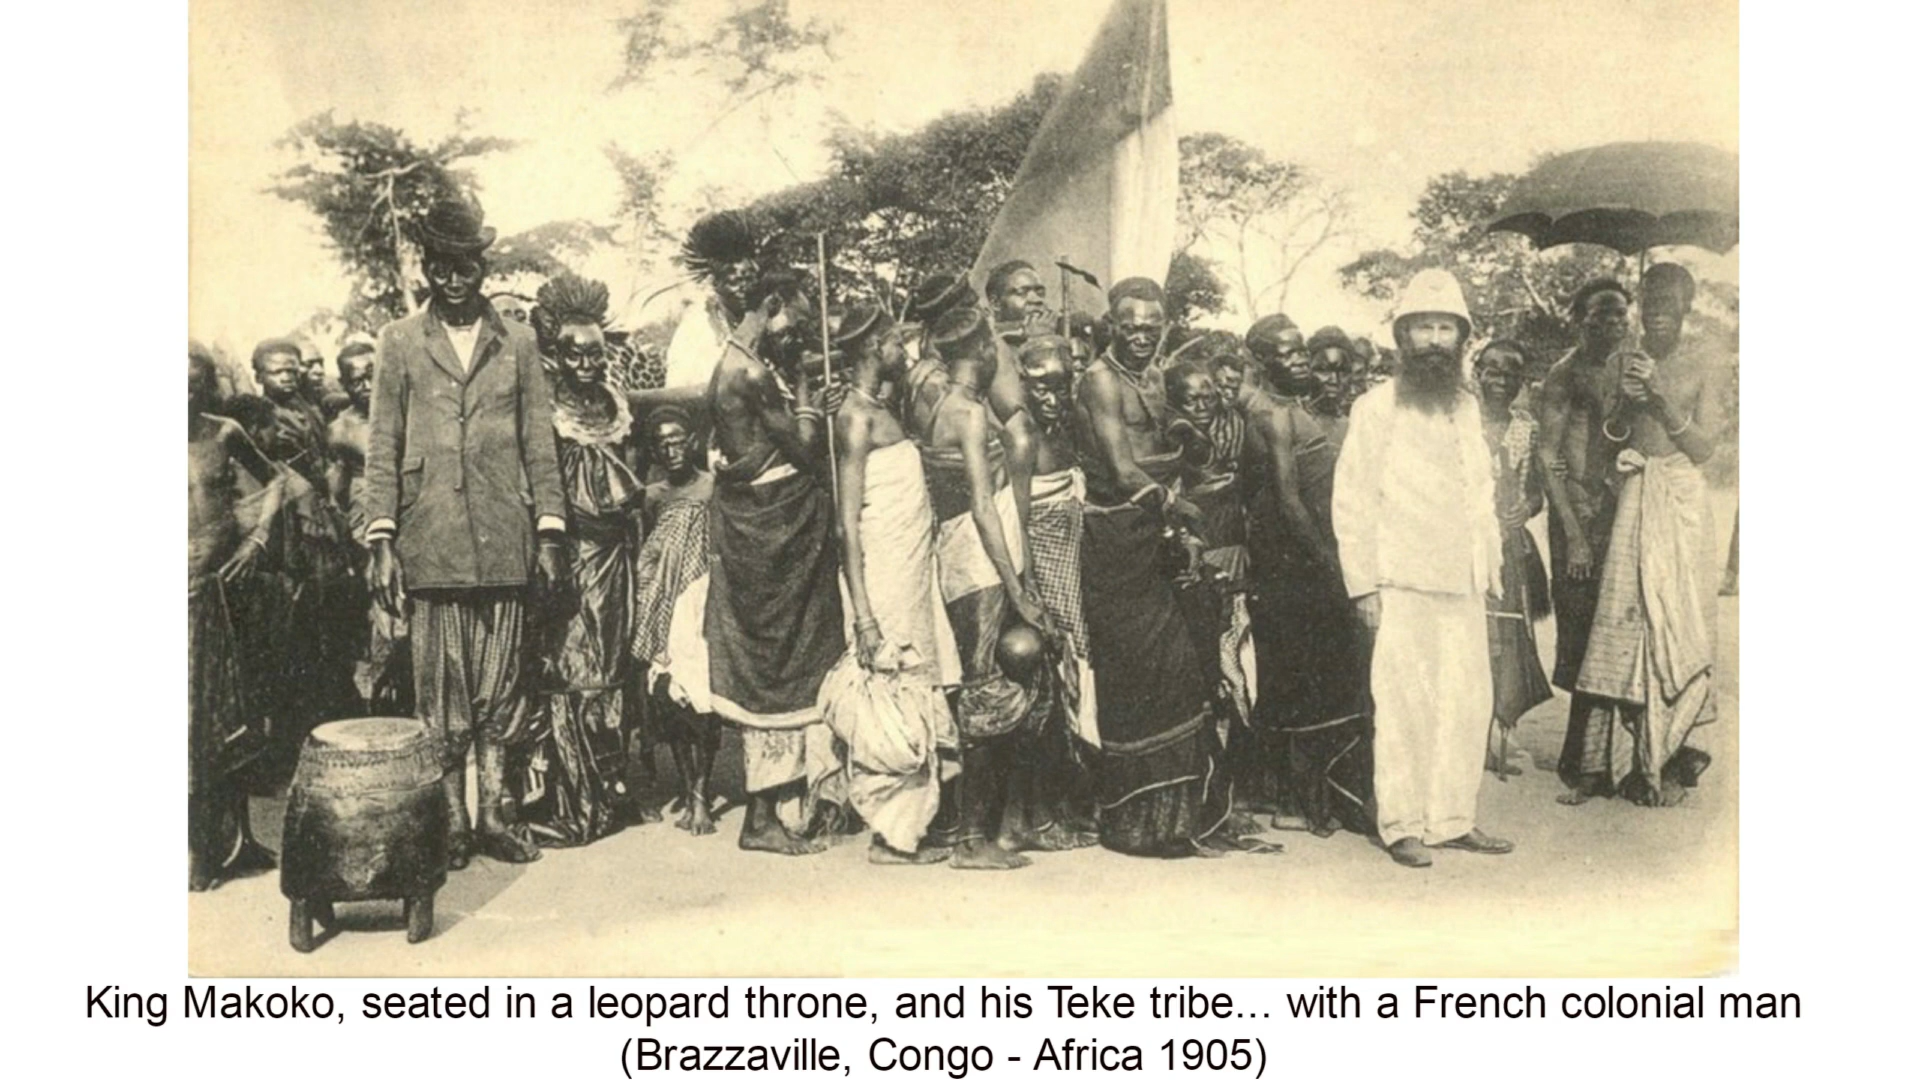 King Makoko, seated in a leopard throne, and his Teke tribe... with a French colonial man
(Brazzaville, Congo - Africa 1905)